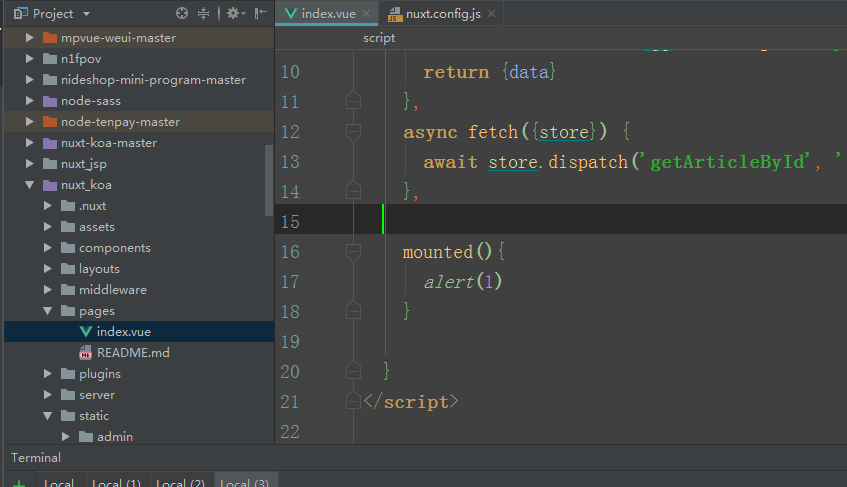 Project
index.vue
nuxt.config.js
script
mpvue-weui-master
n1fpov
nideshop-mini-program-master
node-sass
node-tenpay-master
nuxt-koa-master
nuxt_jsp
nuxt_koa
.nuxt
assets
components
layouts
middleware
pages
index.vue
README.md
plugins
server
static
admin
10 return {data}
11 },
12 async fetch({store}) {
13 await store.dispatch('getArticleById', '
14 },
15
16 mounted(){
17 alert(1)
18 }
19
20 }
21 </script>
22
Terminal
Local
Local (1)
Local (2)
Local (3)